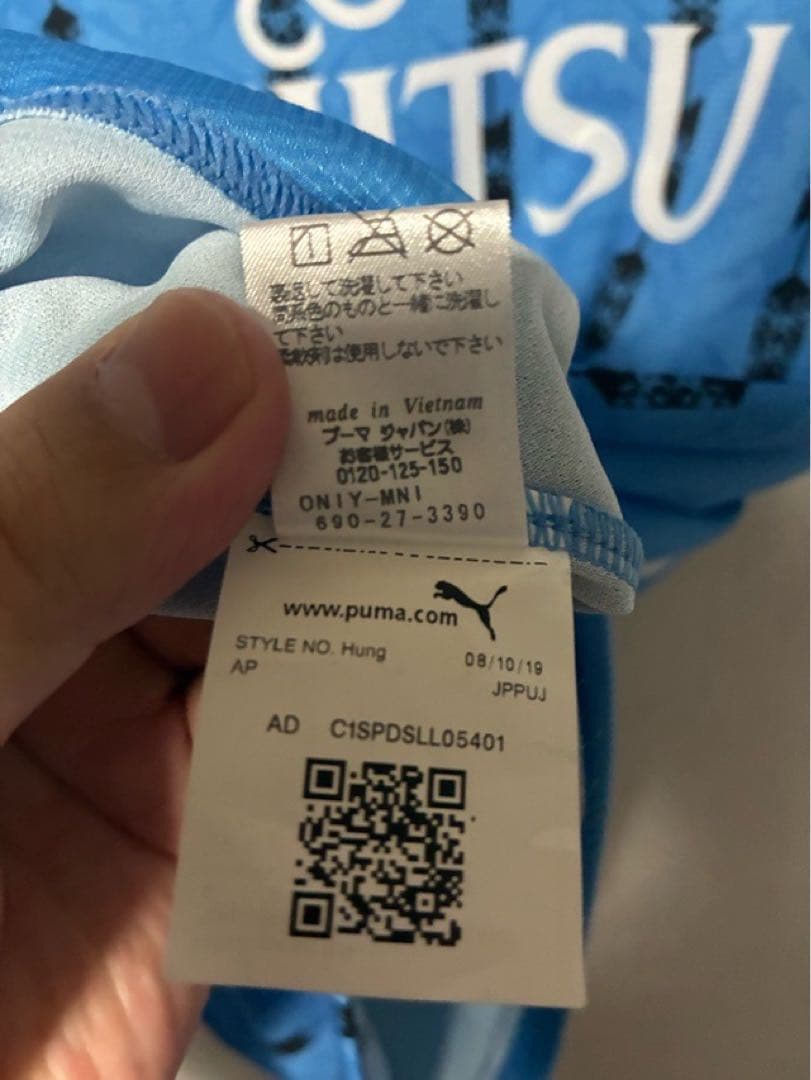 UTSU
裏返して洗濯して下さい
同系色のものと一緒に洗濯し
て下さい
柔軟剤は使用しないで下さい
made in Vietnam
プーマ ジャパン(株)
お客様サービス
0120-125-150
ONIY-MNI
690-27-3390
www.puma.com
STYLE NO. Hung 08/10/19
AP JPPUJ
AD C1SPDSLL05401